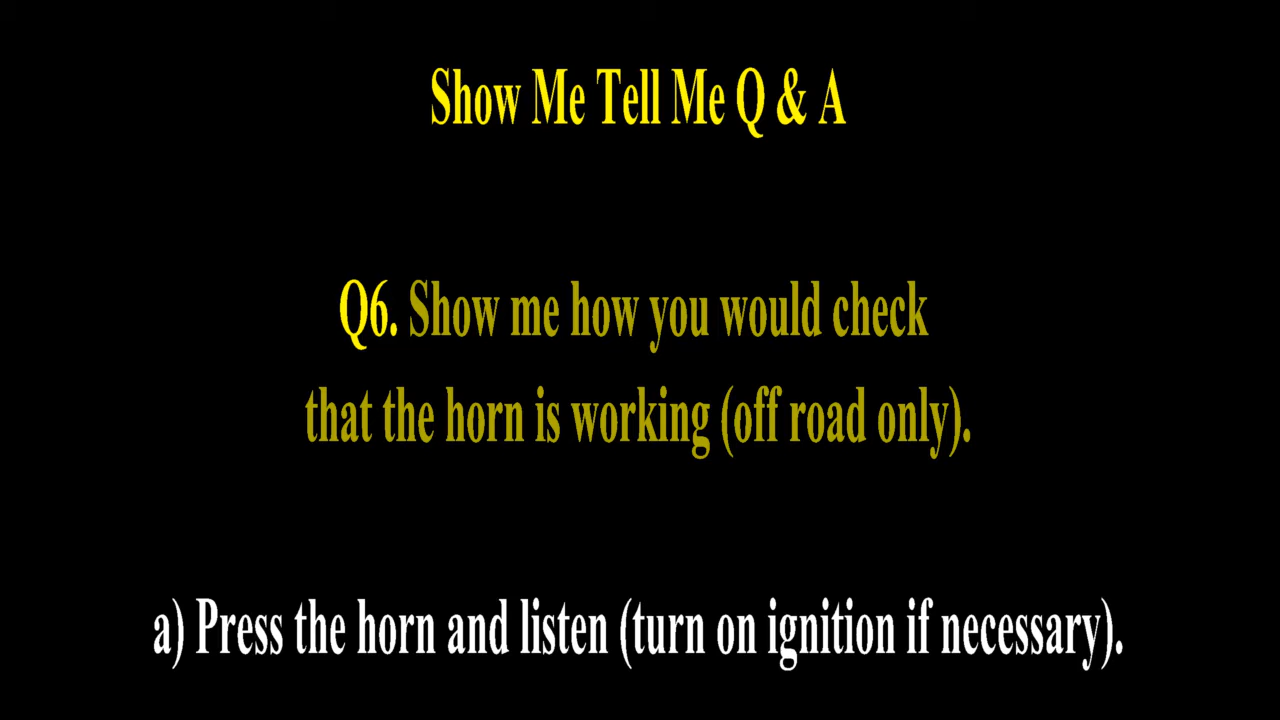 Show Me Tell Me Q & A
Q6. Show me how you would check
that the horn is working (off road only).
a) Press the horn and listen (turn on ignition if necessary).